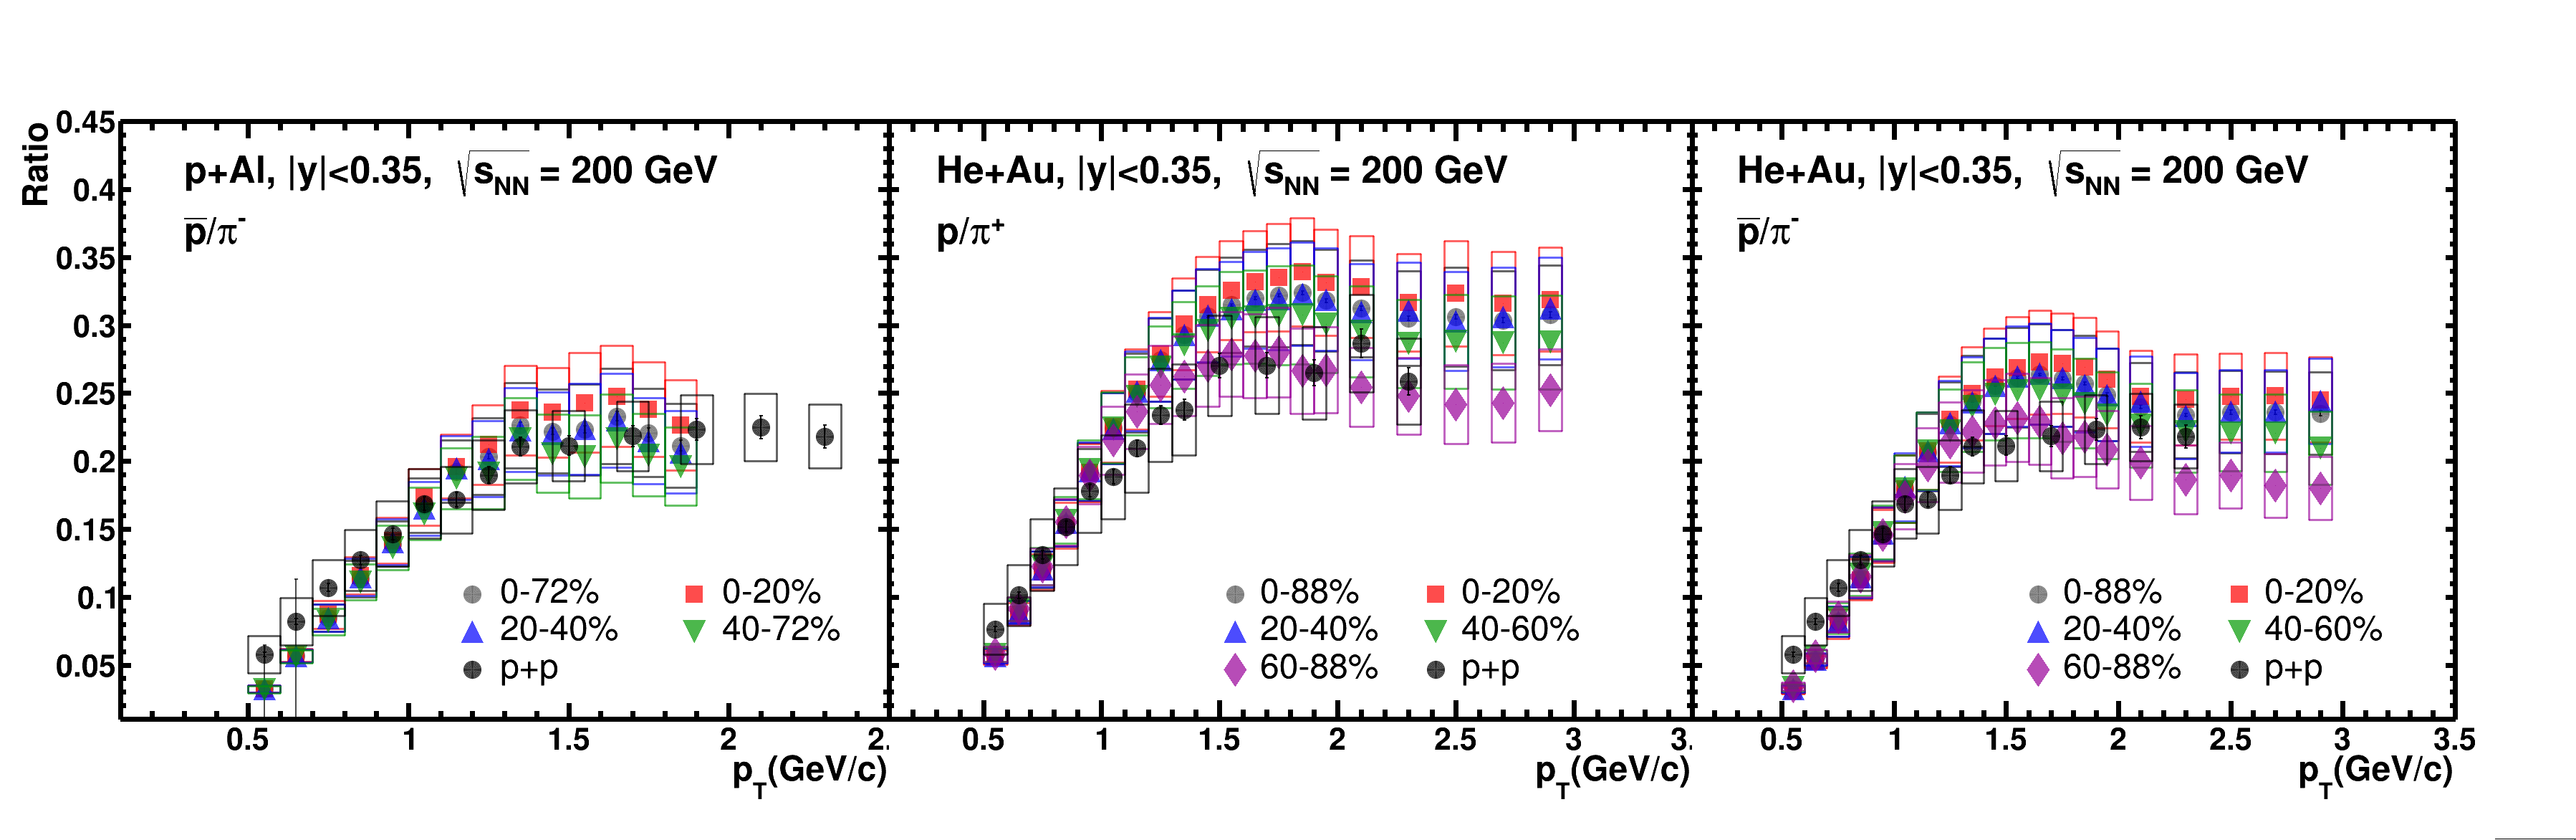 Ratio
0.45
0.4
0.35
0.3
0.25
0.2
0.15
0.1
0.05
p+Al, |y|<0.35, √sNN = 200 GeV
p̅/π-
0-72%
0-20%
20-40%
40-72%
p+p
0.5 1 1.5 2 2.
pT(GeV/c)
He+Au, |y|<0.35, √sNN = 200 GeV
p/π+
0-88%
0-20%
20-40%
40-60%
60-88%
p+p
0.5 1 1.5 2 2.5 3 3.
pT(GeV/c)
He+Au, |y|<0.35, √sNN = 200 GeV
p̅/π-
0-88%
0-20%
20-40%
40-60%
60-88%
p+p
0.5 1 1.5 2 2.5 3 3.5
pT(GeV/c)